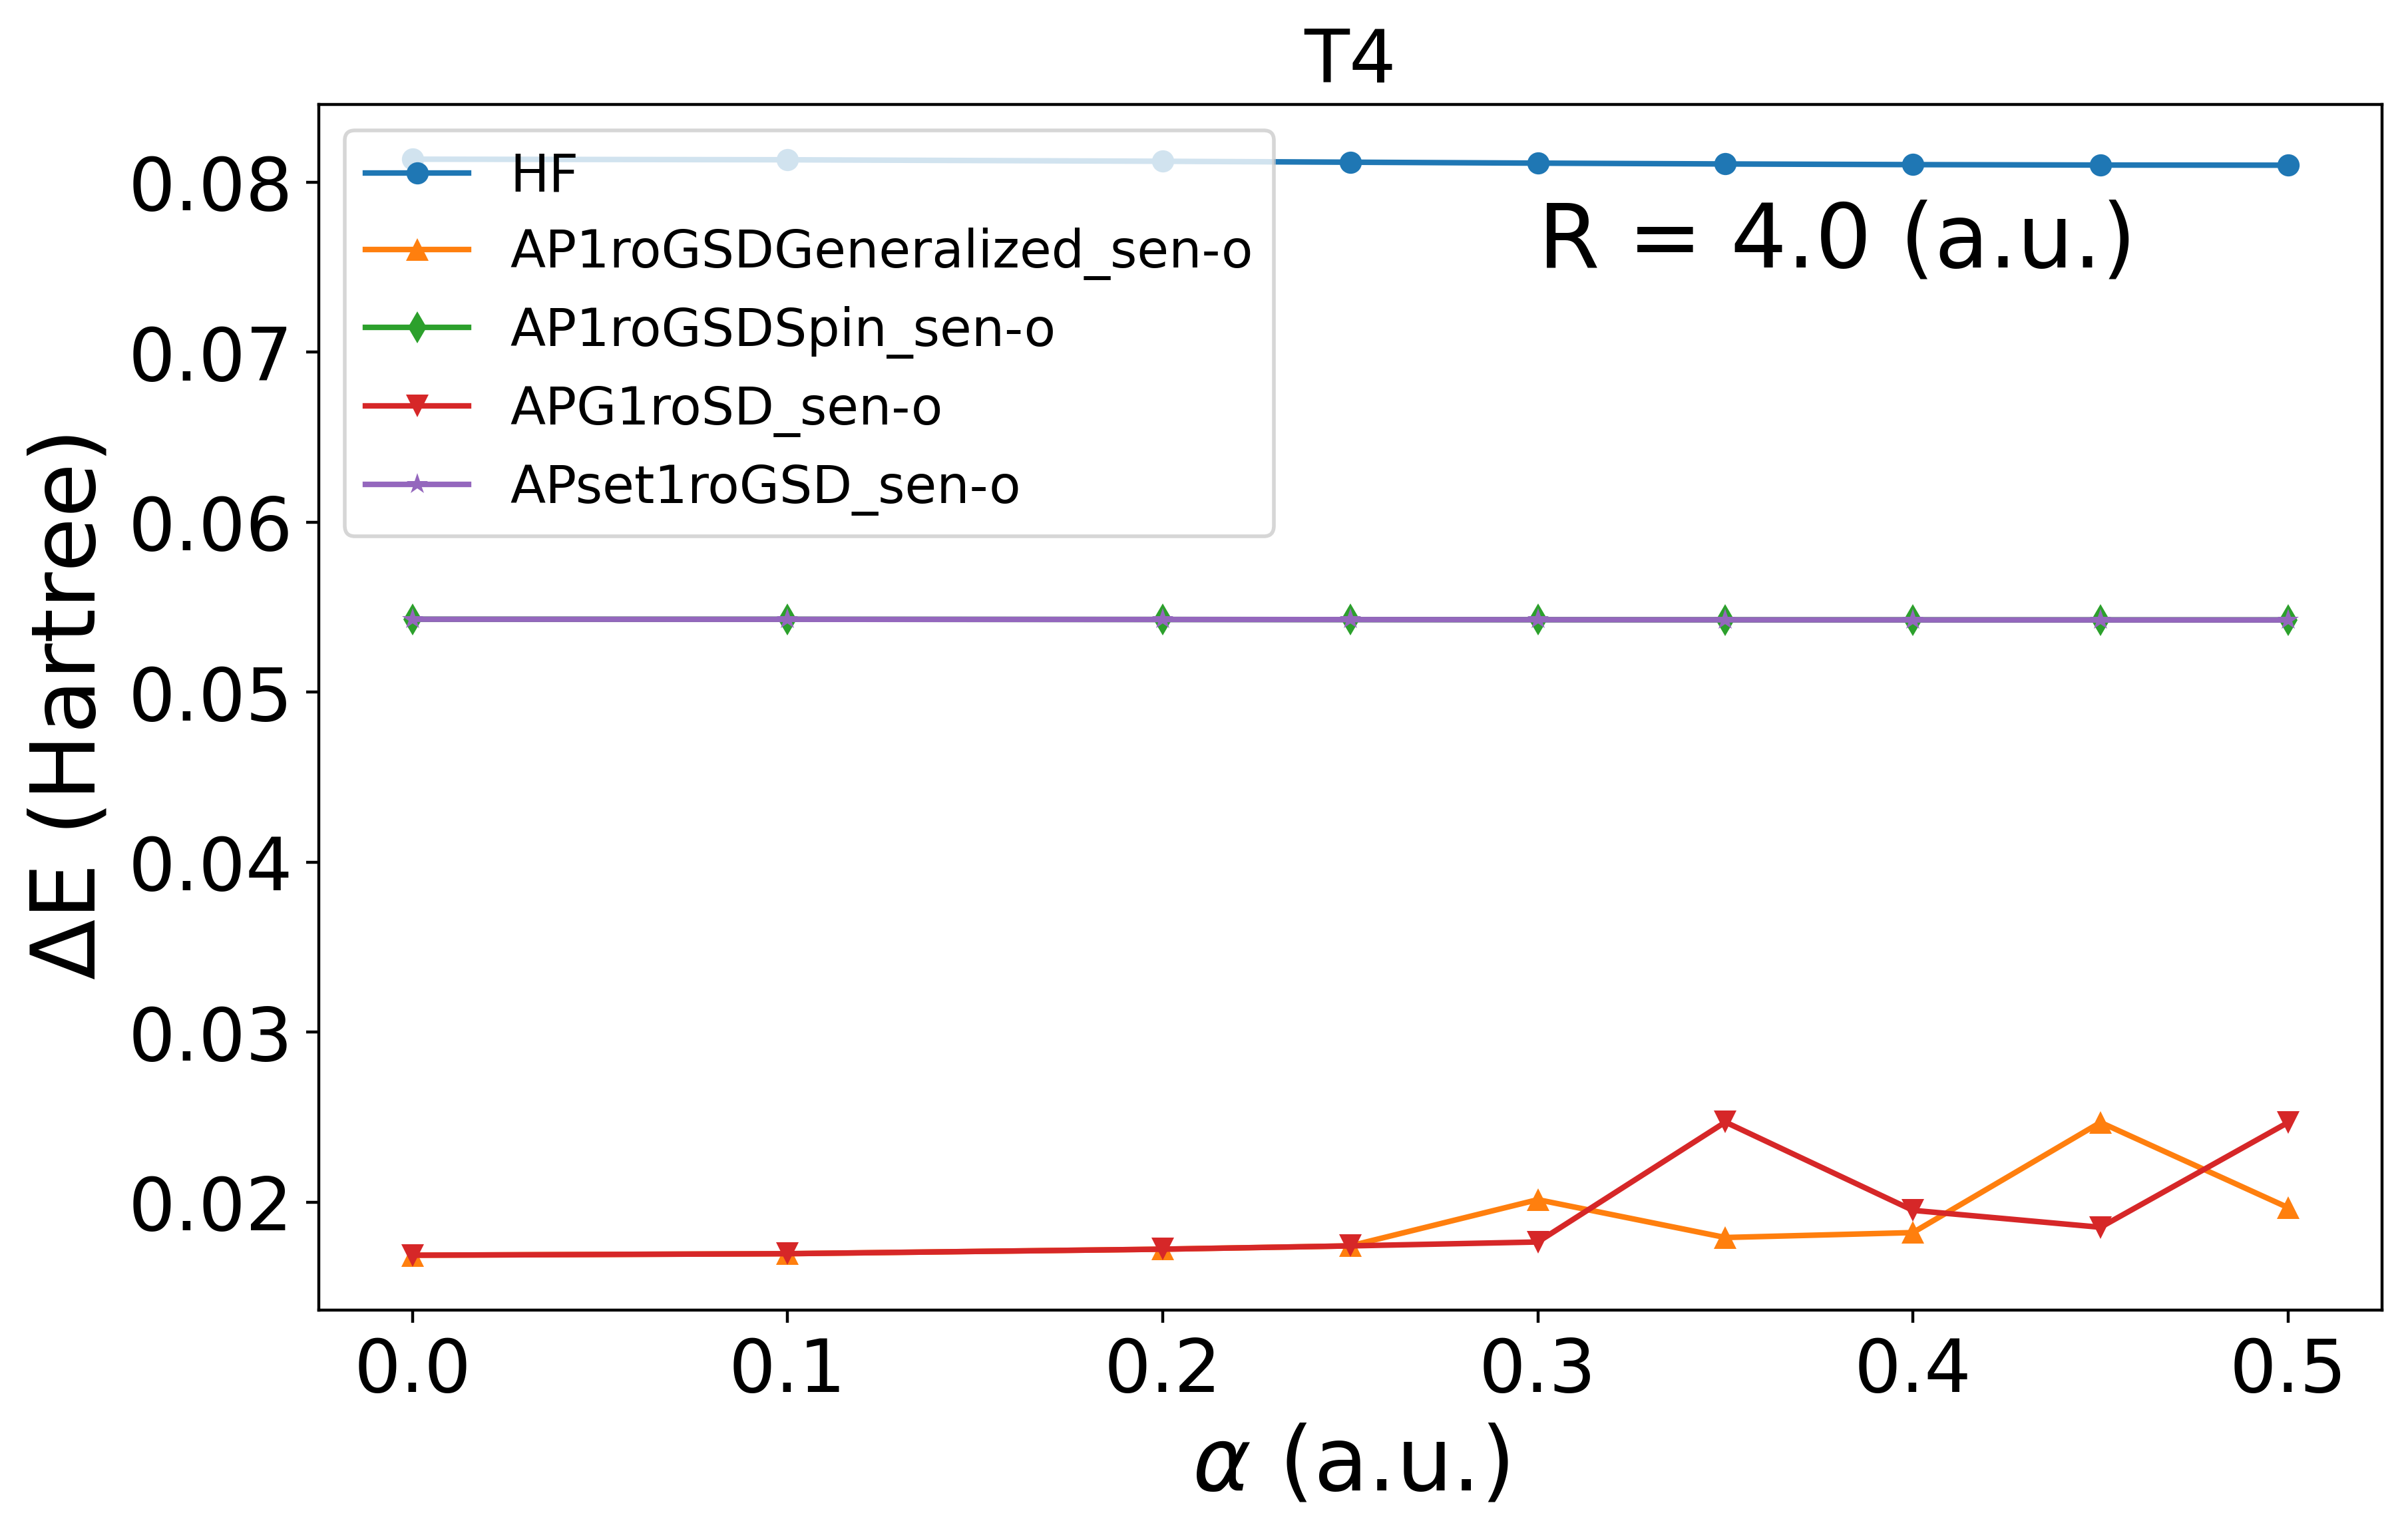 T4
0.08
0.07
0.06
0.05
0.04
0.03
0.02
ΔE (Hartree)
HF
AP1roGSDGeneralized_sen-o
AP1roGSDSpin_sen-o
APG1roSD_sen-o
APset1roGSD_sen-o
R = 4.0 (a.u.)
0.0 0.1 0.2 0.3 0.4 0.5
α (a.u.)